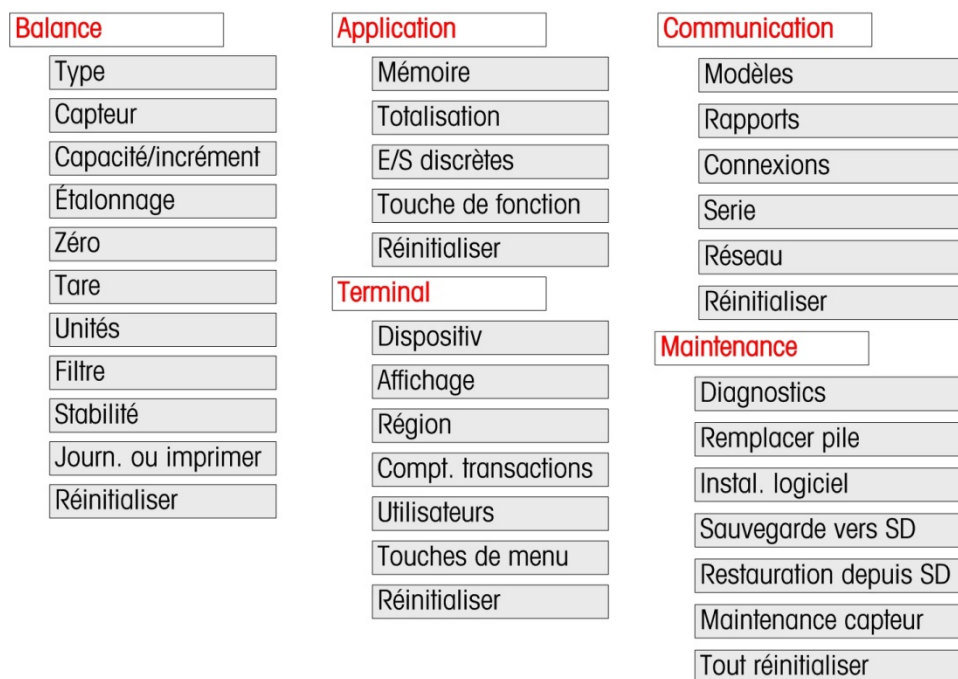 Balance
Type
Capteur
Capacité/incrément
Étalonnage
Zéro
Tare
Unités
Filtre
Stabilité
Journ. ou imprimer
Réinitialiser
Application
Mémoire
Totalisation
E/S discrètes
Touche de fonction
Réinitialiser
Terminal
Dispositiv
Affichage
Région
Compt. transactions
Utilisateurs
Touches de menu
Réinitialiser
Communication
Modèles
Rapports
Connexions
Serie
Réseau
Réinitialiser
Maintenance
Diagnostics
Remplacer pile
Instal. logiciel
Sauvegarde vers SD
Restauration depuis SD
Maintenance capteur
Tout réinitialiser